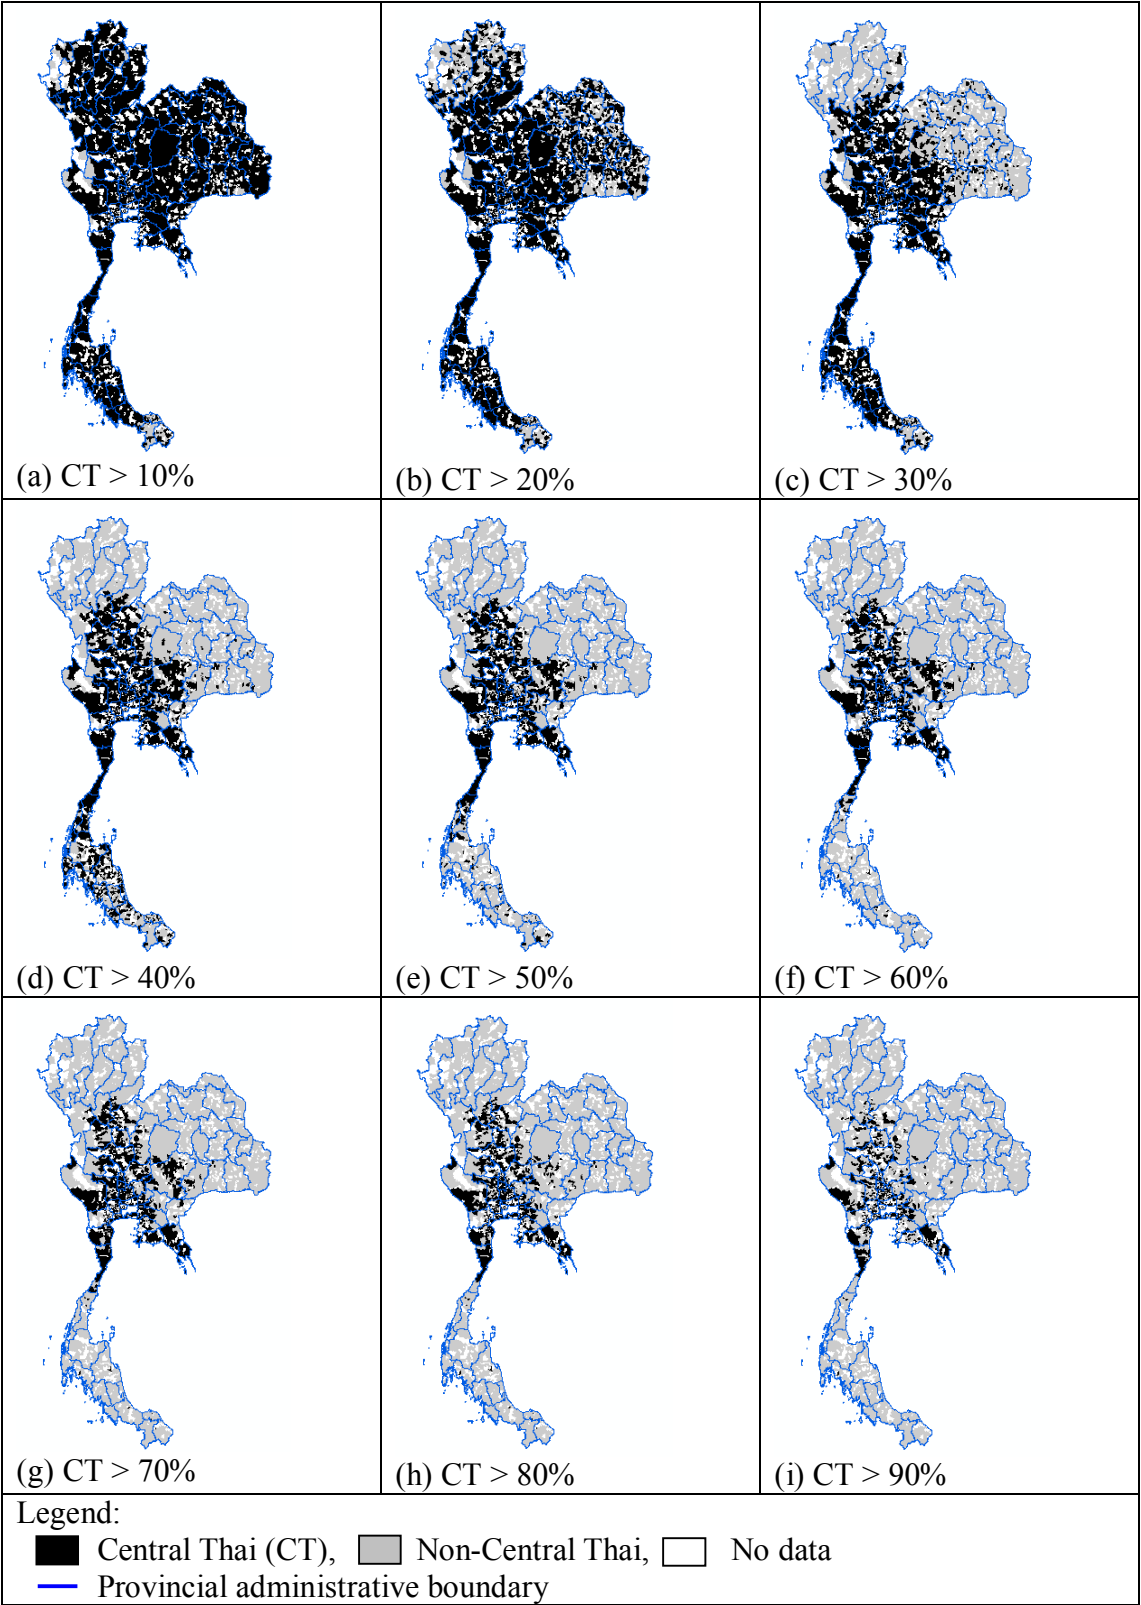 (a) CT > 10%
(b) CT > 20%
(c) CT > 30%
(d) CT > 40%
(e) CT > 50%
(f) CT > 60%
(g) CT > 70%
(h) CT > 80%
(i) CT > 90%
Legend:
Central Thai (CT), Non-Central Thai, No data
Provincial administrative boundary